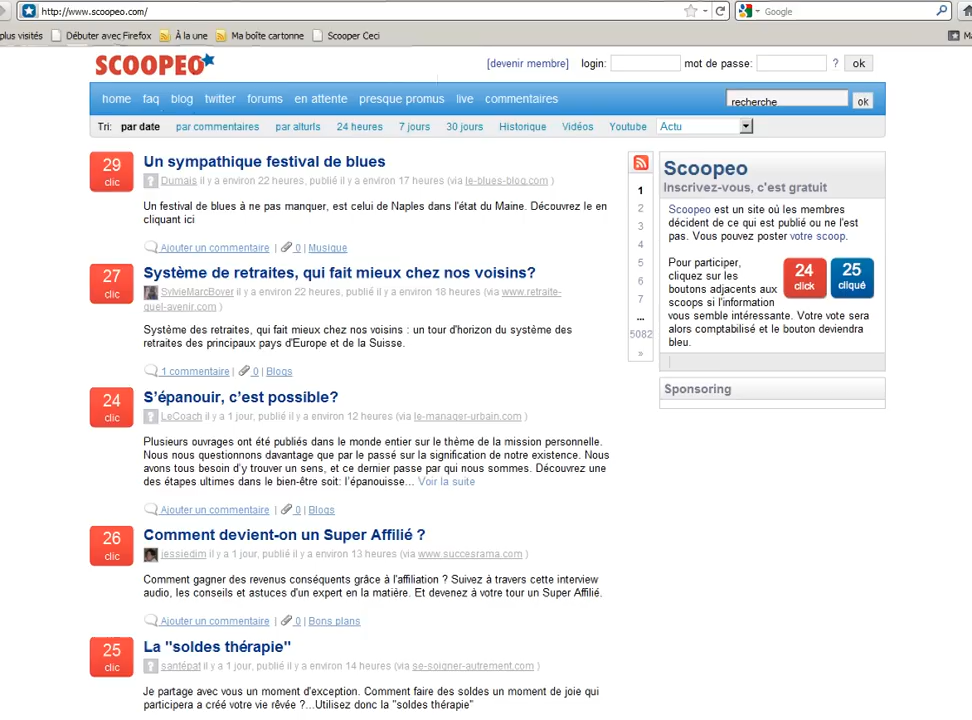 http://www.scoopeo.com/
Google
plus visités Débuter avec Firefox À la une Ma boîte cartonne Scooper Ceci
SCOOPEO
[devenir membre] login: mot de passe: ? ok
home faq blog twitter forums en attente presque promus live commentaires
recherche ok
Tri: par date par commentaires par alturls 24 heures 7 jours 30 jours Historique Vidéos Youtube Actu
29
clic
Un sympathique festival de blues
Dumais il y a environ 22 heures, publié il y a environ 17 heures (via le-blues-blog.com )
Un festival de blues à ne pas manquer, est celui de Naples dans l'état du Maine. Découvrez le en
cliquant ici
Ajouter un commentaire | 0 | Musique
27
clic
Système de retraites, qui fait mieux chez nos voisins?
SylvieMarcBoyer il y a environ 22 heures, publié il y a environ 18 heures (via www.retraite-
quel-avenir.com )
Système des retraites, qui fait mieux chez nos voisins : un tour d'horizon du système des
retraites des principaux pays d'Europe et de la Suisse.
1 commentaire | 0 | Blogs
24
clic
S'épanouir, c'est possible?
LeCoach il y a 1 jour, publié il y a environ 12 heures (via le-manager-urbain.com )
Plusieurs ouvrages ont été publiés dans le monde entier sur le thème de la mission personnelle.
Nous nous questionnons davantage que par le passé sur la signification de notre existence. Nous
avons tous besoin d'y trouver un sens, et ce dernier passe par qui nous sommes. Découvrez une
des étapes ultimes dans le bien-être soit: l'épanouisse... Voir la suite
Ajouter un commentaire | 0 | Blogs
26
clic
Comment devient-on un Super Affilié ?
jessiedim il y a 1 jour, publié il y a environ 13 heures (via www.succesrama.com )
Comment gagner des revenus conséquents grâce à l'affiliation ? Suivez à travers cette interview
audio, les conseils et astuces d'un expert en la matière. Et devenez à votre tour un Super Affilié.
Ajouter un commentaire | 0 | Bons plans
25
clic
La "soldes thérapie"
santépat il y a 1 jour, publié il y a environ 14 heures (via se-soigner-autrement.com )
Je partage avec vous un moment d'exception. Comment faire des soldes un moment de joie qui
participera a créé votre vie rêvée ?...Utilisez donc la "soldes thérapie"
1
2
3
4
5
6
7
...
5082
»
Scoopeo
Inscrivez-vous, c'est gratuit
Scoopeo est un site où les membres
décident de ce qui est publié ou ne l'est
pas. Vous pouvez poster votre scoop.
Pour participer,
cliquez sur les
boutons adjacents aux
scoops si l'information
vous semble intéressante. Votre vote sera
alors comptabilisé et le bouton deviendra
bleu.
24
click
25
cliqué
Sponsoring